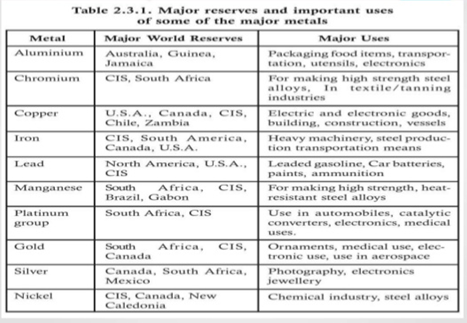 Table 2.3.1. Major reserves and important uses
of some of the major metals
Metal Major World Reserves Major Uses
Aluminium Australia, Guinea, Packaging food items, transpor-
Jamaica tation, utensils, electronics
Chromium CIS, South Africa For making high strength steel
alloys, In textile/tanning
industries
Copper U.S.A., Canada, CIS, Electric and electronic goods,
Chile, Zambia building, construction, vessels
Iron CIS, South America, Heavy machinery, steel produc-
Canada, U.S.A. tion transportation means
Lead North America, U.S.A., Leaded gasoline, Car batteries,
CIS paints, ammunition
Manganese South Africa, CIS, For making high strength, heat-
Brazil, Gabon resistant steel alloys
Platinum South Africa, CIS Use in automobiles, catalytic
group converters, electronics, medical
uses.
Gold South Africa, CIS, Ornaments, medical use, elec-
Canada tronic use, use in aerospace
Silver Canada, South Africa, Photography, electronics
Mexico jewellery
Nickel CIS, Canada, New Chemical industry, steel alloys
Caledonia